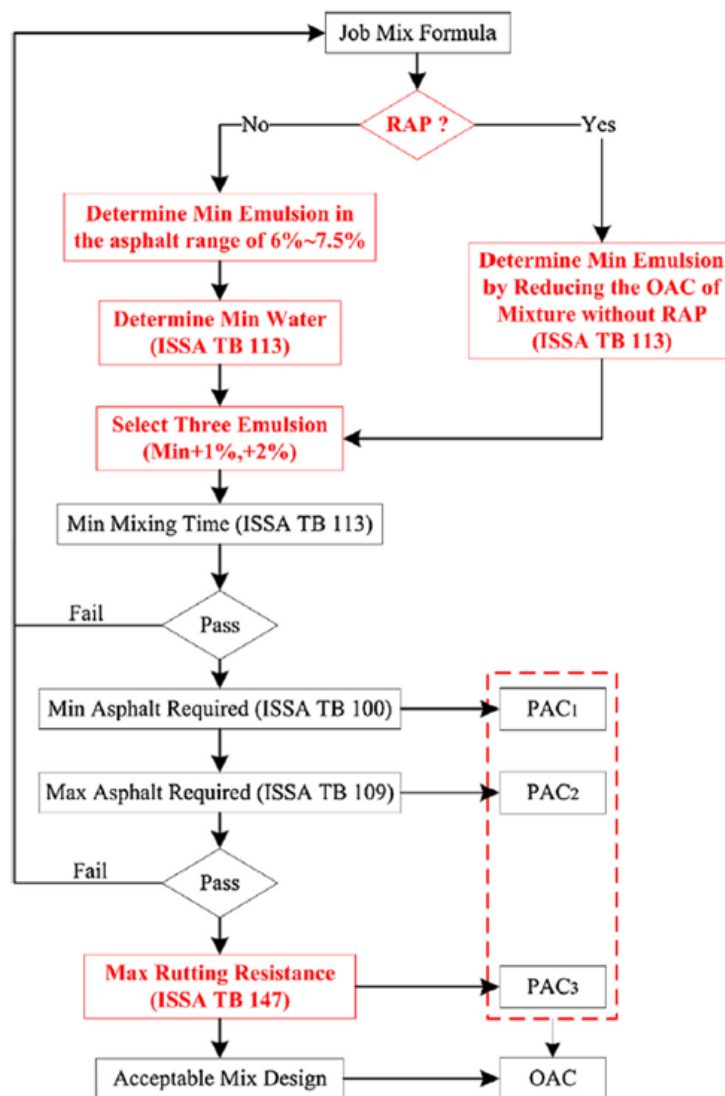 Job Mix Formula
No
RAP ?
Yes
Determine Min Emulsion in
the asphalt range of 6%~7.5%
Determine Min Emulsion
by Reducing the OAC of
Mixture without RAP
(ISSA TB 113)
Determine Min Water
(ISSA TB 113)
Select Three Emulsion
(Min+1%,+2%)
Min Mixing Time (ISSA TB 113)
Fail
Pass
Min Asphalt Required (ISSA TB 100)
PAC1
Max Asphalt Required (ISSA TB 109)
PAC2
Fail
Pass
Max Rutting Resistance
(ISSA TB 147)
PAC3
Acceptable Mix Design
OAC